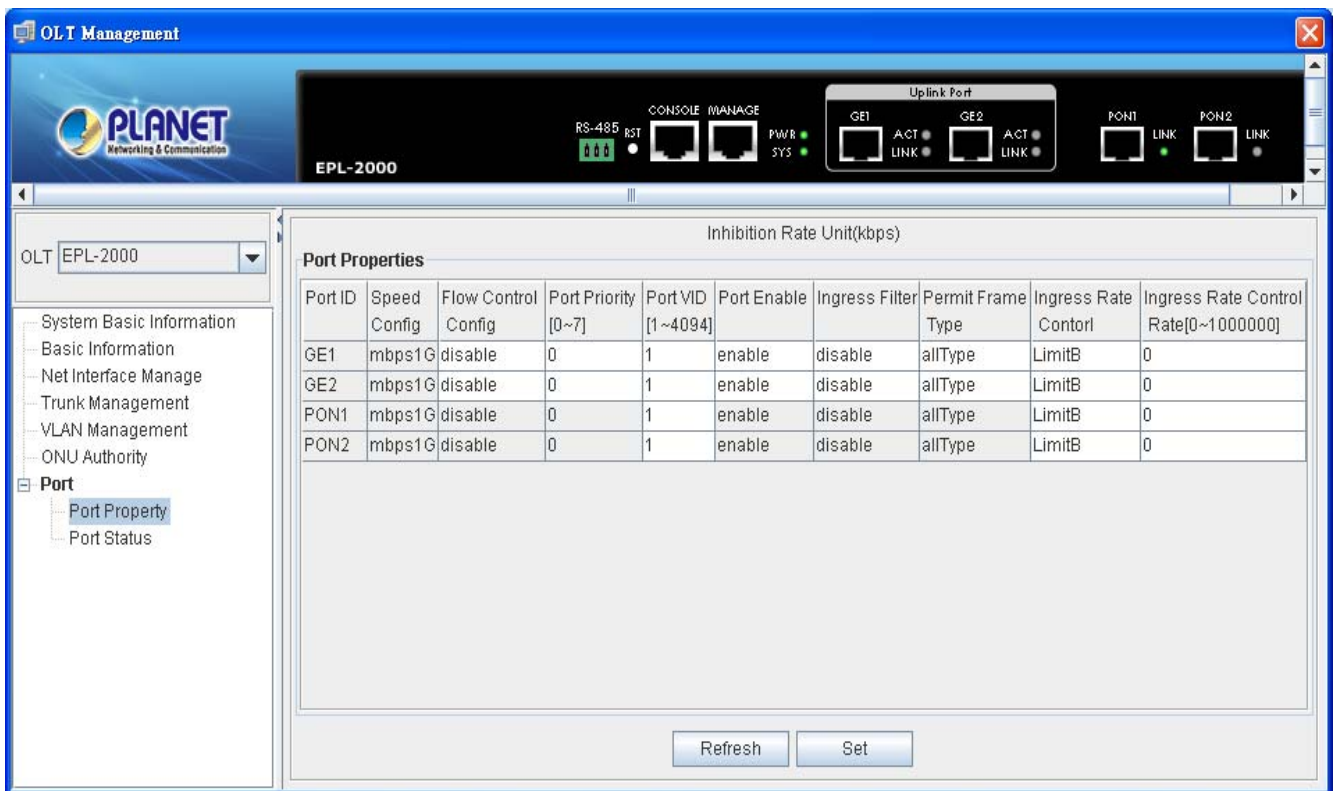 OLT Management
PLANET
Networking & Communication
EPL-2000
RS-485 RST
CONSOLE MANAGE
PWR
SYS
Uplink Port
GE1
ACT
LINK
GE2
ACT
LINK
PON1
LINK
PON2
LINK
OLT EPL-2000
System Basic Information
Basic Information
Net Interface Manage
Trunk Management
VLAN Management
ONU Authority
Port
Port Property
Port Status
Inhibition Rate Unit(kbps)
Port Properties
Port ID Speed Config Flow Control Config Port Priority [0~7] Port VID [1~4094] Port Enable Ingress Filter Permit Frame Type Ingress Rate Contorl Ingress Rate Control Rate[0~1000000]
GE1 mbps1G disable 0 1 enable disable allType LimitB 0
GE2 mbps1G disable 0 1 enable disable allType LimitB 0
PON1 mbps1G disable 0 1 enable disable allType LimitB 0
PON2 mbps1G disable 0 1 enable disable allType LimitB 0
Refresh Set